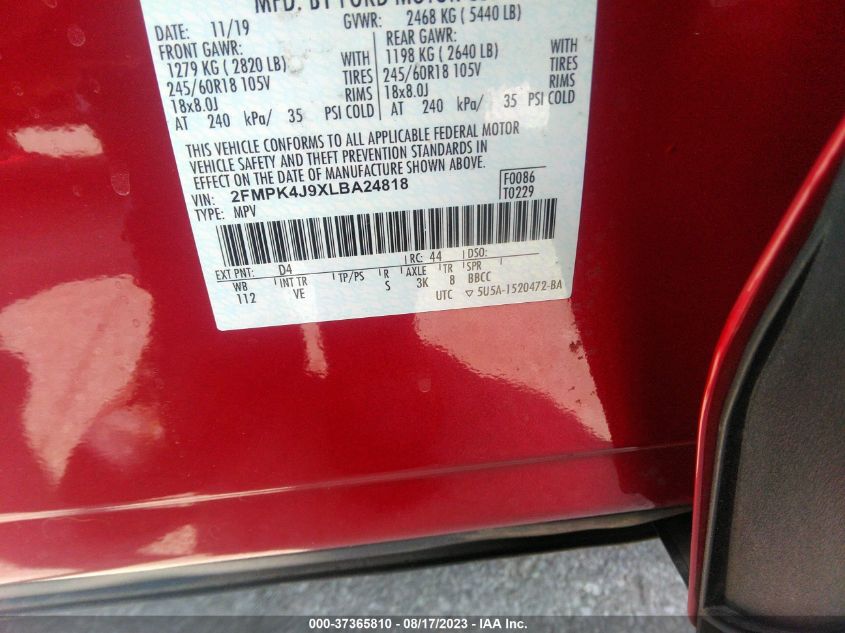 MFD. BY FORD MOTOR
DATE: 11/19 GVWR: 2468 KG ( 5440 LB)
FRONT GAWR: REAR GAWR:
1279 KG ( 2820 LB) WITH 1198 KG ( 2640 LB) WITH
245/60R18 105V TIRES 245/60R18 105V TIRES
18x8.0J RIMS 18x8.0J RIMS
AT 240 kPa/ 35 PSI COLD AT 240 kPa/ 35 PSI COLD
THIS VEHICLE CONFORMS TO ALL APPLICABLE FEDERAL MOTOR
VEHICLE SAFETY AND THEFT PREVENTION STANDARDS IN
EFFECT ON THE DATE OF MANUFACTURE SHOWN ABOVE.
VIN: 2FMPK4J9XLBA24818 F0086
TYPE: MPV T0229
EXT PNT: D4 RC: 44 DSO:
WB INT TR TP/PS R AXLE TR SPR
112 VE S 3K 8 BBCC
UTC ▽ 5U5A-1520472-BA
000-37365810 - 08/17/2023 - IAA Inc.